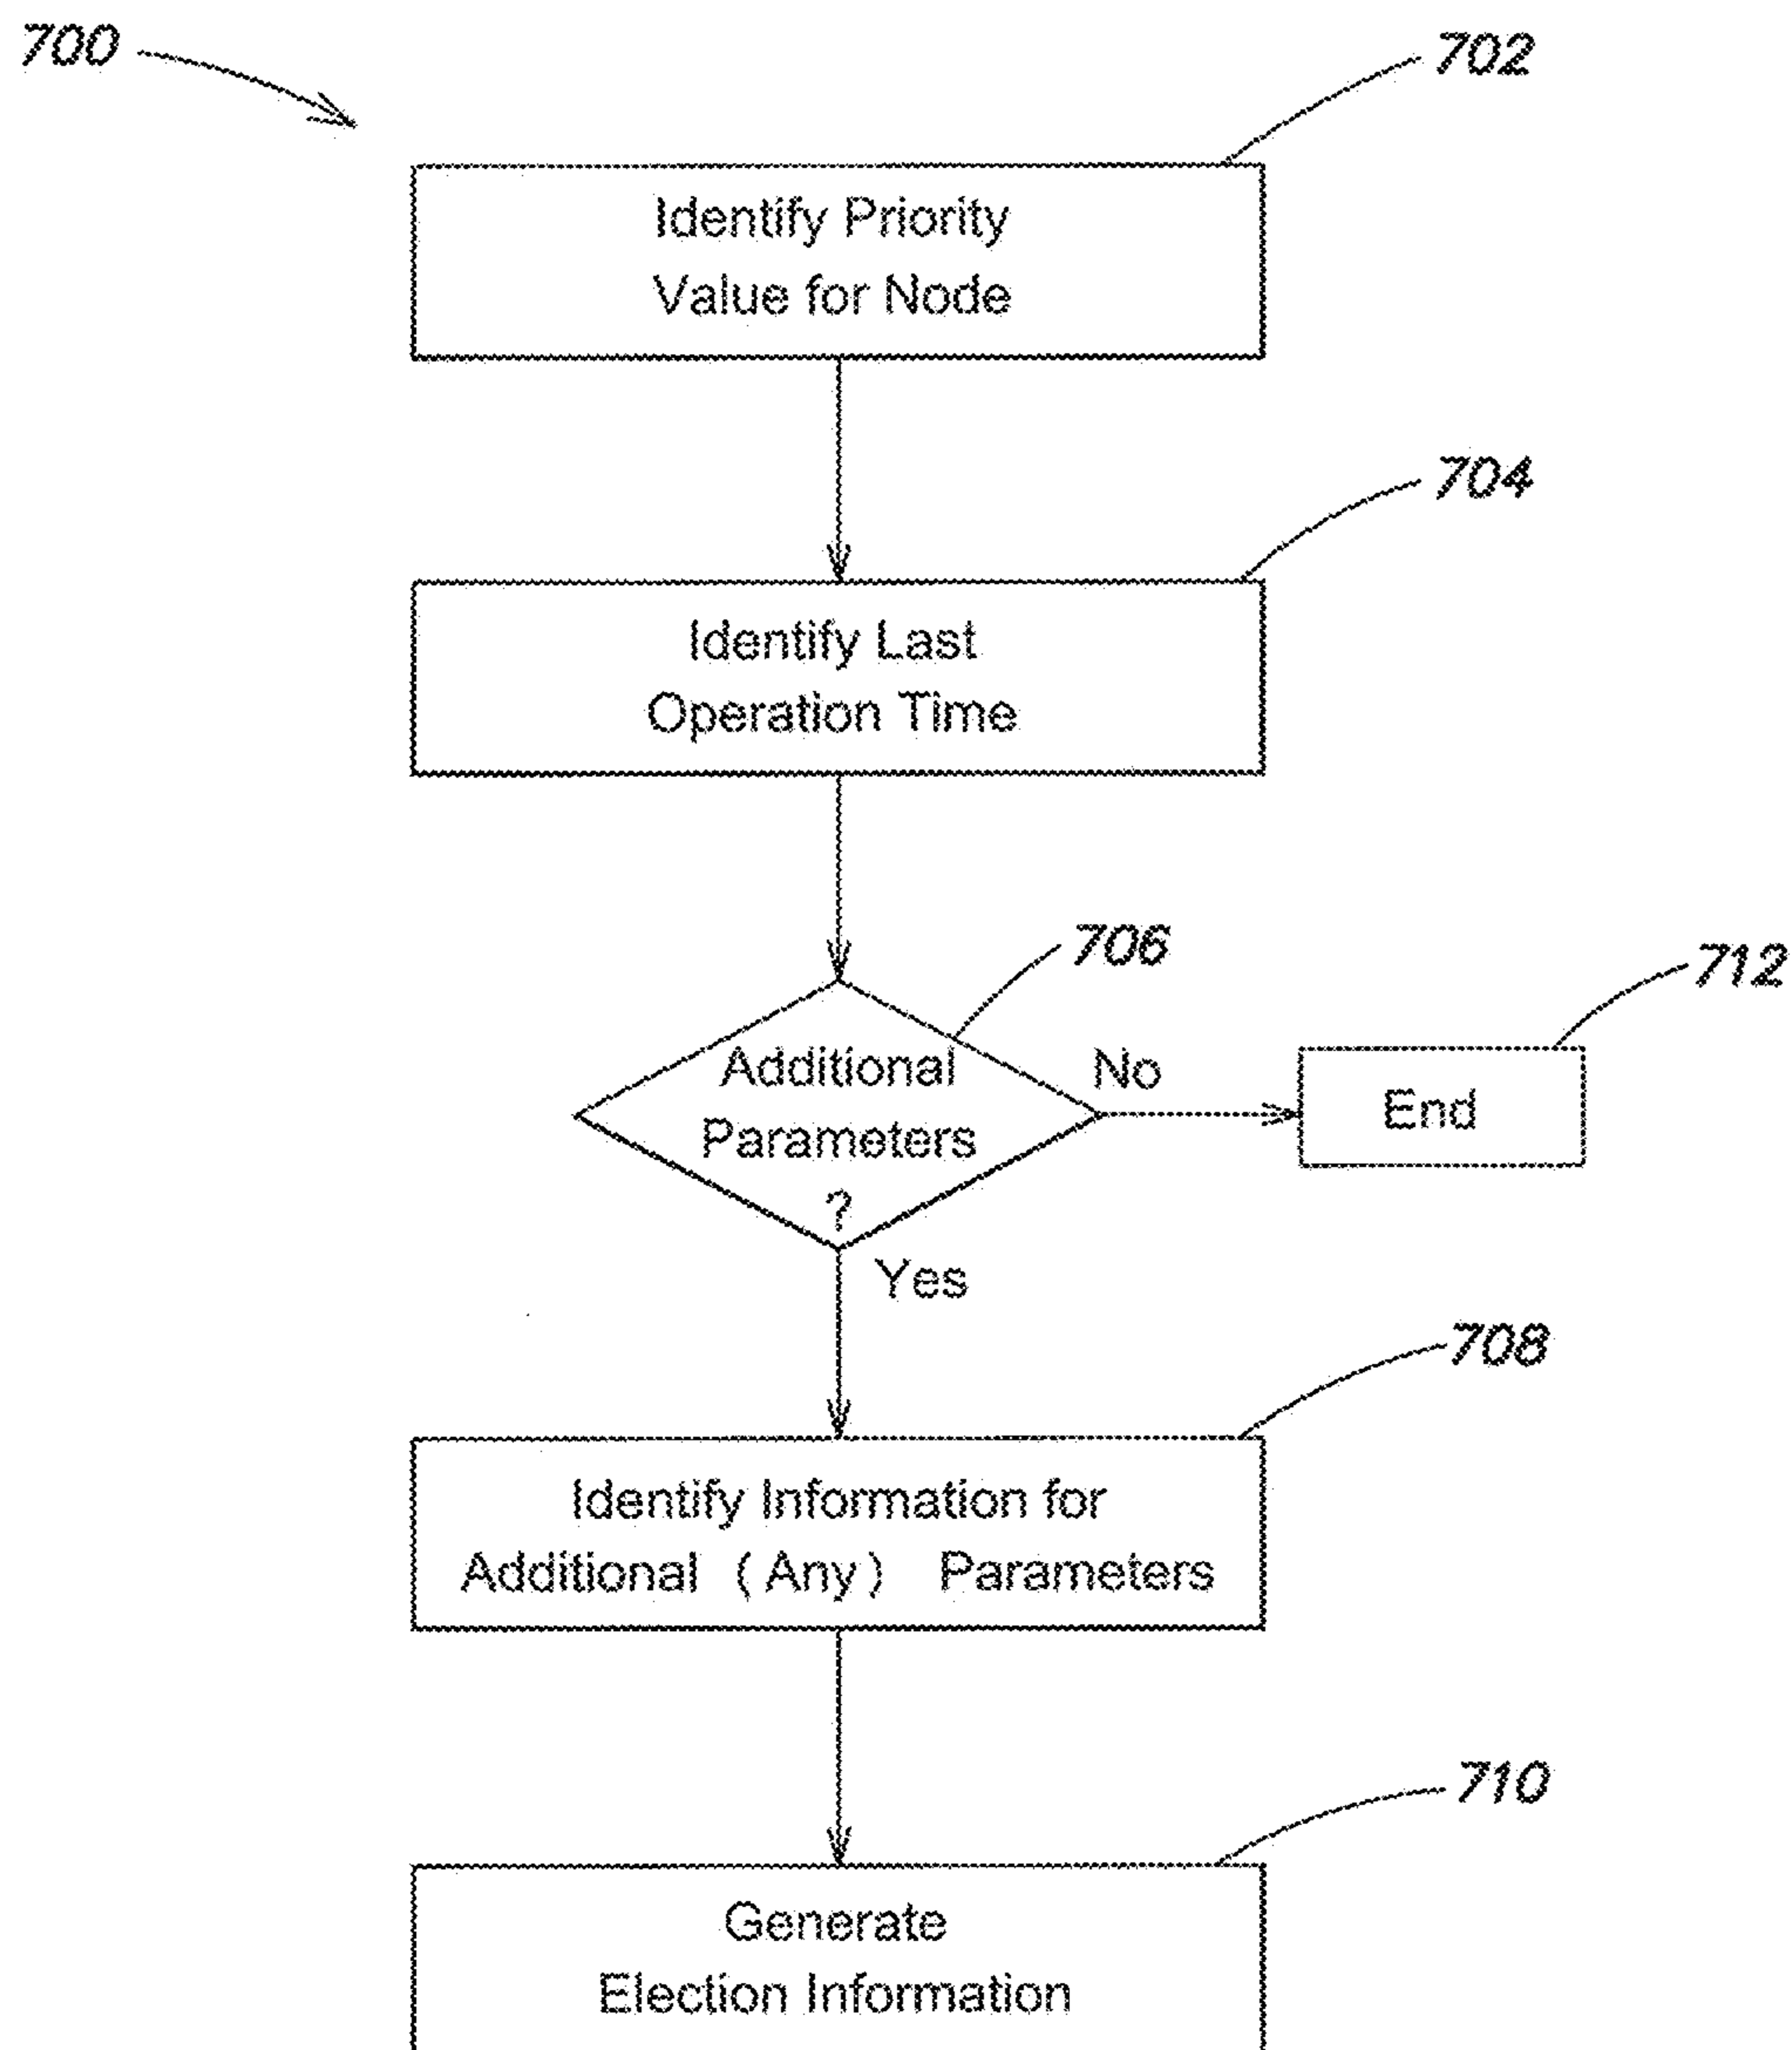 700
702
Identify Priority
Value for Node
704
Identify Last
Operation Time
706
712
Additional
Parameters
?
No
End
Yes
708
Identify Information for
Additional (Any) Parameters
710
Generate
Election Information